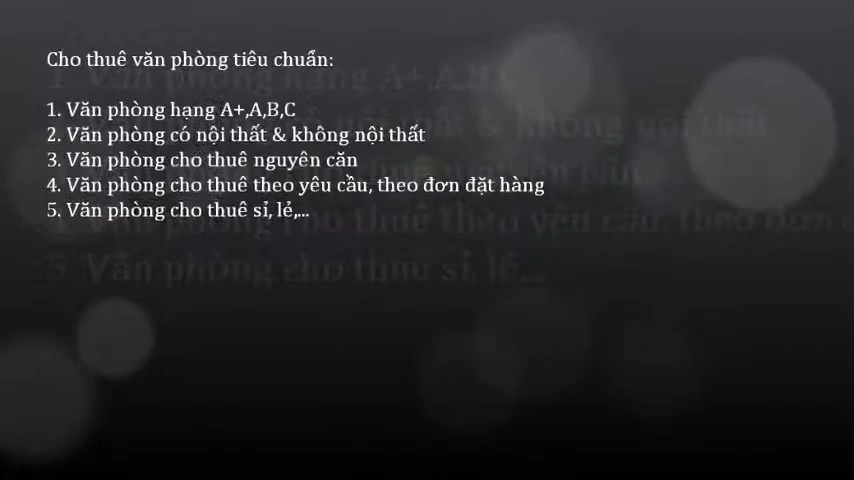 Cho thuê văn phòng tiêu chuẩn:
1. Văn phòng hạng A+,A,B,C
2. Văn phòng có nội thất & không nội thất
3. Văn phòng cho thuê nguyên căn
4. Văn phòng cho thuê theo yêu cầu, theo đơn đặt hàng
5. Văn phòng cho thuê sỉ, lẻ,...